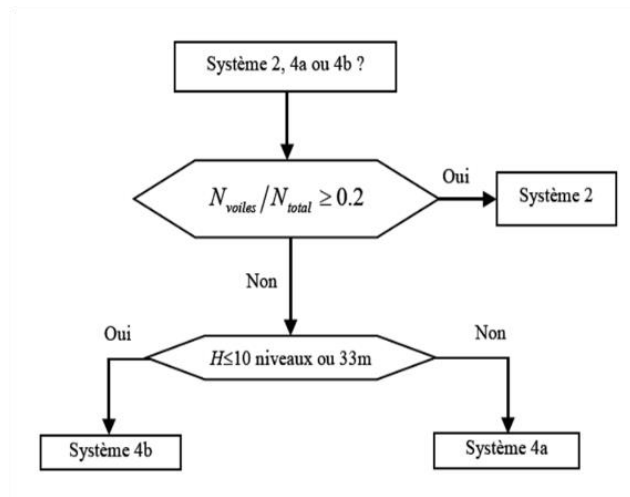 Système 2, 4a ou 4b ?
Oui
N_voiles/N_total ≥ 0.2
Système 2
Non
Oui
Non
H≤10 niveaux ou 33m
Système 4b
Système 4a